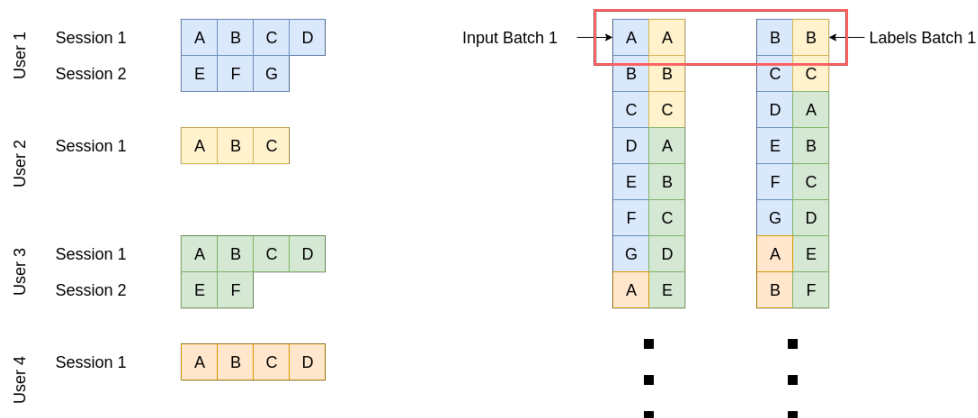 User 1
Session 1
A B C D
Session 2
E F G
User 2
Session 1
A B C
User 3
Session 1
A B C D
Session 2
E F
User 4
Session 1
A B C D
Input Batch 1
A A
B B
C C
D A
E B
F C
G D
A E
Labels Batch 1
B B
C C
D A
E B
F C
G D
A E
B F